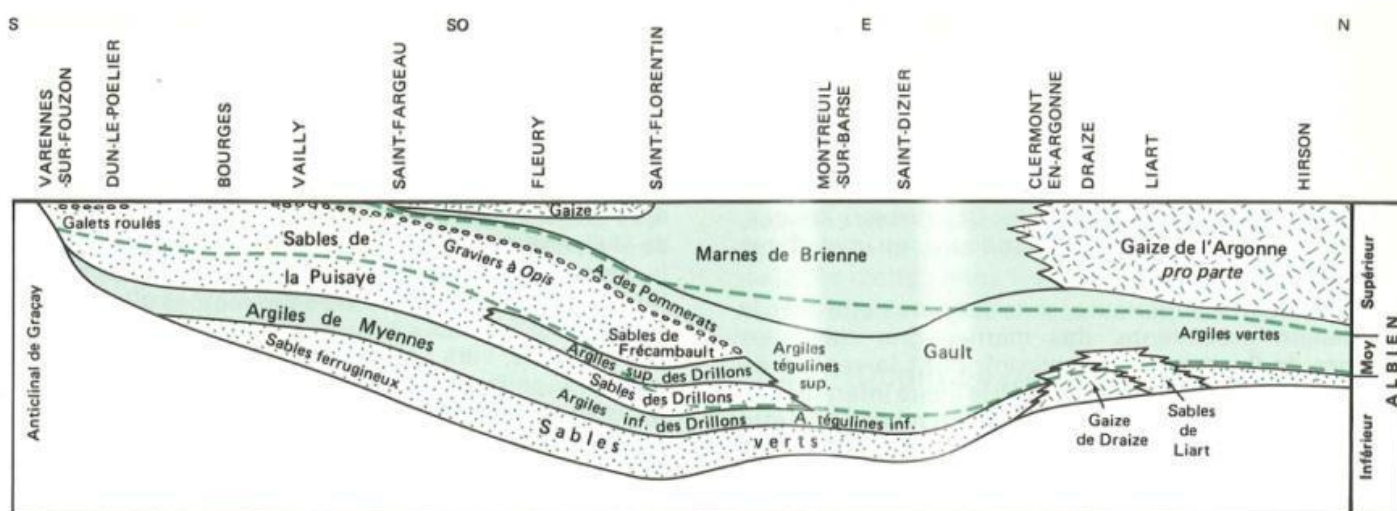 S
SO
E
N
VARENNES
-SUR-FOUZON
DUN-LE-POELIER
BOURGES
VAILLY
SAINT-FARGEAU
FLEURY
SAINT-FLORENTIN
MONTREUIL
-SUR-BARSE
SAINT-DIZIER
CLERMONT
EN-ARGONNE
DRAIZE
LIART
HIRSON
Anticlinal de Graçay
Galets roulés
Sables de
la Puisaye
Argiles de Myennes
Sables ferrugineux
Gaize
Graviers à Opis
A. des Pommerats
Marnes de Brienne
Sables de
Frécambault
Argiles sup. des Drillons
Sables des Drillons
Argiles inf. des Drillons
Argiles
tégulines
sup.
A. tégulines inf.
Gault
Sables verts
Gaize de l'Argonne
pro parte
Argiles vertes
Gaize
de Draize
Sables
de
Liart
Supérieur
Moy
Inférieur
ALBIEN